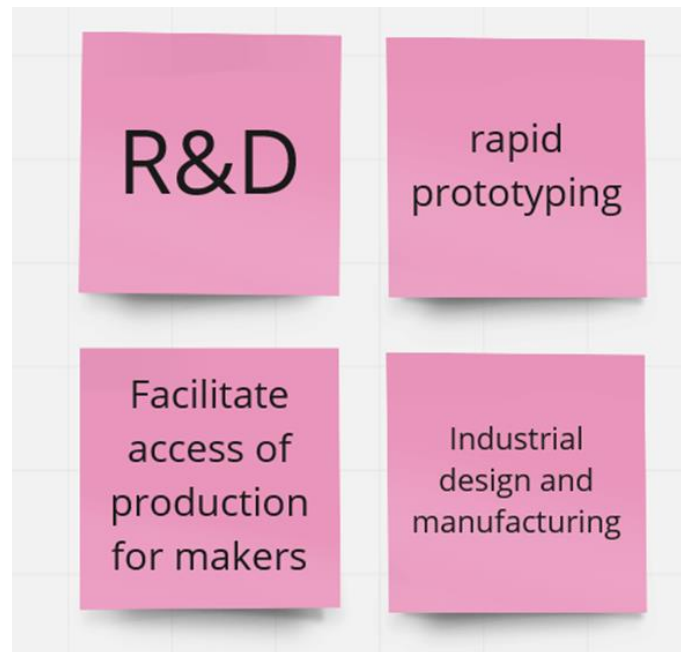 R&D
rapid
prototyping
Facilitate
access of
production
for makers
Industrial
design and
manufacturing